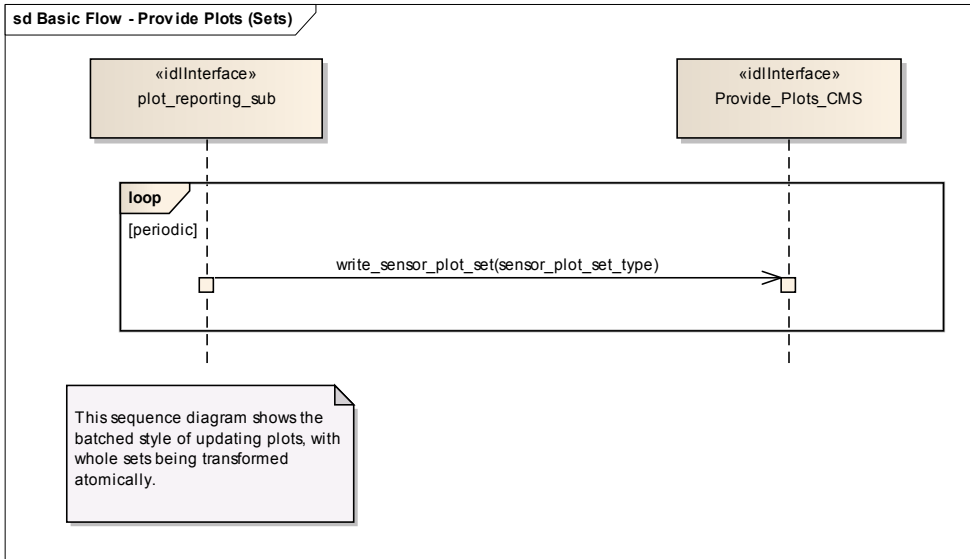 sd Basic Flow - Provide Plots (Sets)
«idlInterface»
plot_reporting_sub
«idlInterface»
Provide_Plots_CMS
loop
[periodic]
write_sensor_plot_set(sensor_plot_set_type)
This sequence diagram shows the
batched style of updating plots, with
whole sets being transformed
atomically.